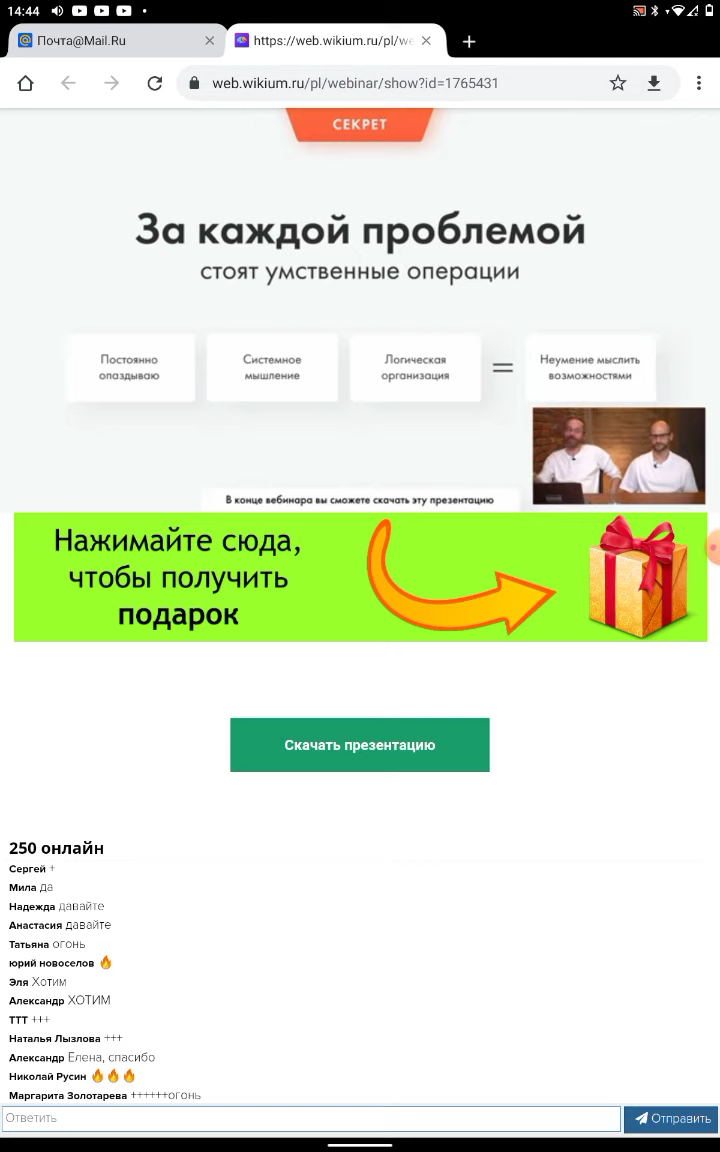 14:44
Почта@Mail.Ru
https://web.wikium.ru/pl/we
web.wikium.ru/pl/webinar/show?id=1765431
СЕКРЕТ
За каждой проблемой
стоят умственные операции
Постоянно
опаздываю
Системное
мышление
Логическая
организация
=
Неумение мыслить
возможностями
В конце вебинара вы сможете скачать эту презентацию
Нажимайте сюда,
чтобы получить
подарок
Скачать презентацию
250 онлайн
Сергей +
Мила да
Надежда давайте
Анастасия давайте
Татьяна огонь
юрий новоселов 🔥
Эля Хотим
Александр ХОТИМ
ТТТ +++
Наталья Лызлова +++
Александр Елена, спасибо
Николай Русин 🔥🔥🔥
Маргарита Золотарева ++++++огонь
Ответить
Отправить